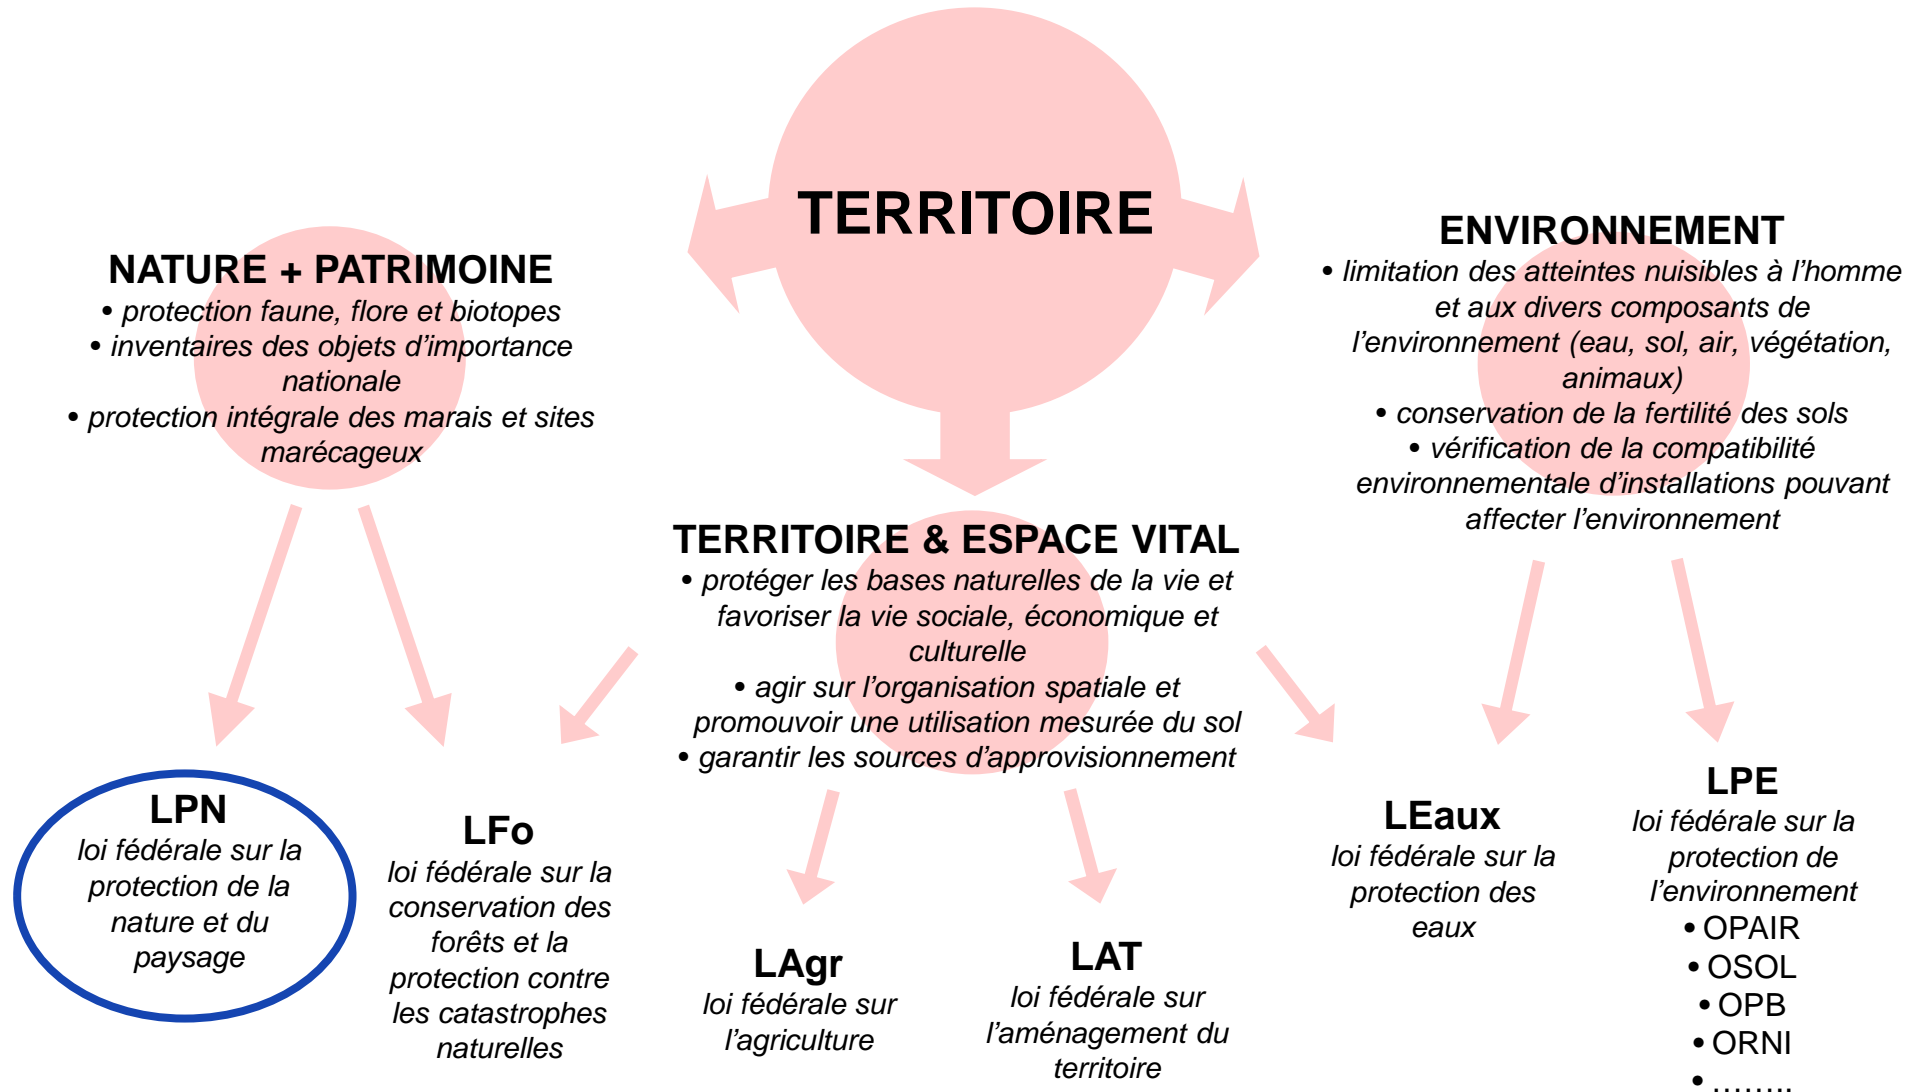 TERRITOIRE
NATURE + PATRIMOINE
• protection faune, flore et biotopes
• inventaires des objets d’importance
nationale
• protection intégrale des marais et sites
marécageux
ENVIRONNEMENT
• limitation des atteintes nuisibles à l’homme
et aux divers composants de
l’environnement (eau, sol, air, végétation,
animaux)
• conservation de la fertilité des sols
• vérification de la compatibilité
environnementale d’installations pouvant
affecter l’environnement
TERRITOIRE & ESPACE VITAL
• protéger les bases naturelles de la vie et
favoriser la vie sociale, économique et
culturelle
• agir sur l’organisation spatiale et
promouvoir une utilisation mesurée du sol
• garantir les sources d’approvisionnement
LPN
loi fédérale sur la
protection de la
nature et du
paysage
LFo
loi fédérale sur la
conservation des
forêts et la
protection contre
les catastrophes
naturelles
LAgr
loi fédérale sur
l’agriculture
LAT
loi fédérale sur
l’aménagement du
territoire
LEaux
loi fédérale sur la
protection des
eaux
LPE
loi fédérale sur la
protection de
l’environnement
• OPAIR
• OSOL
• OPB
• ORNI
• ……..